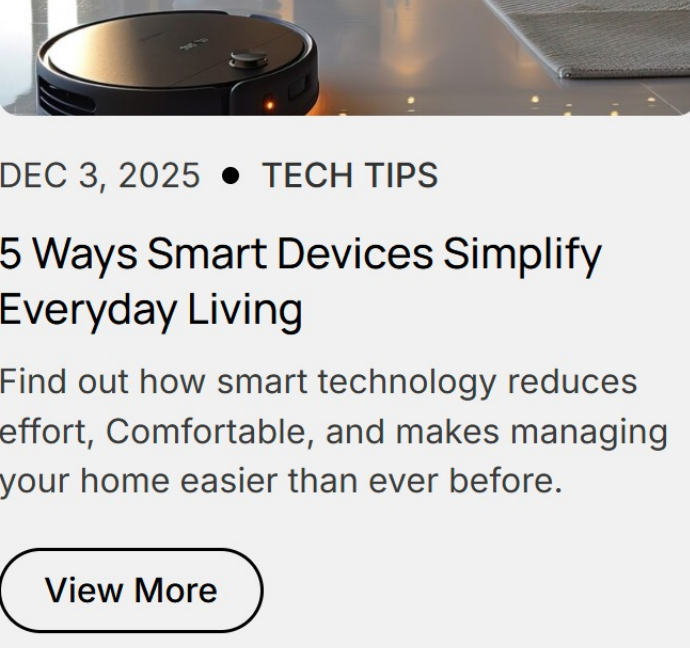 DEC 3, 2025 ● TECH TIPS
5 Ways Smart Devices Simplify
Everyday Living
Find out how smart technology reduces
effort, Comfortable, and makes managing
your home easier than ever before.
View More